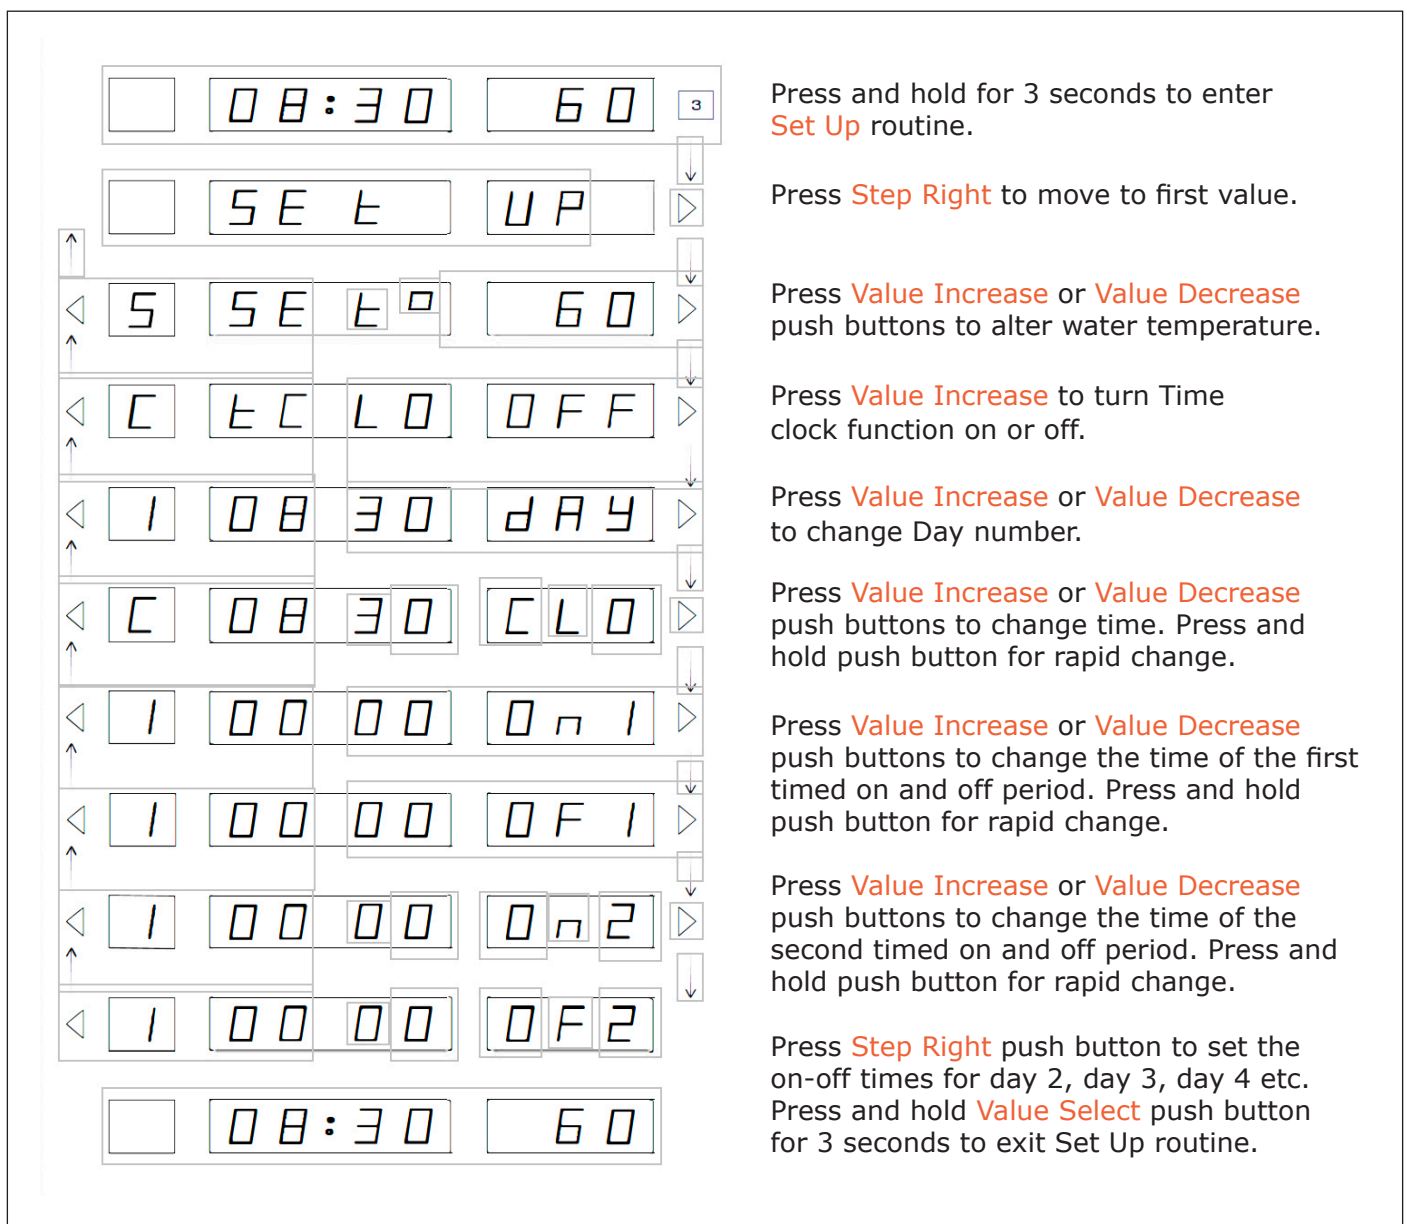 08:30 60 3
Press and hold for 3 seconds to enter
Set Up routine.
SEt UP
Press Step Right to move to first value.
S SEt° 60
Press Value Increase or Value Decrease
push buttons to alter water temperature.
C tCLO OFF
Press Value Increase to turn Time
clock function on or off.
1 08 30 dAY
Press Value Increase or Value Decrease
to change Day number.
C 08 30 CLO
Press Value Increase or Value Decrease
push buttons to change time. Press and
hold push button for rapid change.
1 00 00 On1
Press Value Increase or Value Decrease
push buttons to change the time of the first
timed on and off period. Press and hold
push button for rapid change.
1 00 00 OF1
1 00 00 On2
Press Value Increase or Value Decrease
push buttons to change the time of the
second timed on and off period. Press and
hold push button for rapid change.
1 00 00 OF2
Press Step Right push button to set the
on-off times for day 2, day 3, day 4 etc.
Press and hold Value Select push button
for 3 seconds to exit Set Up routine.
08:30 60